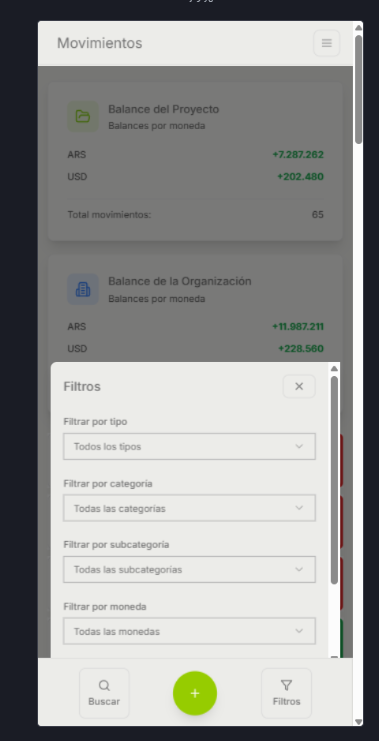 Movimientos
Balance del Proyecto
Balances por moneda
ARS +7.287.262
USD +202.480
Total movimientos: 65
Balance de la Organización
Balances por moneda
ARS +11.987.211
USD +228.560
Filtros
Filtrar por tipo
Todos los tipos
Filtrar por categoría
Todas las categorías
Filtrar por subcategoría
Todas las subcategorías
Filtrar por moneda
Todas las monedas
Buscar
+
Filtros